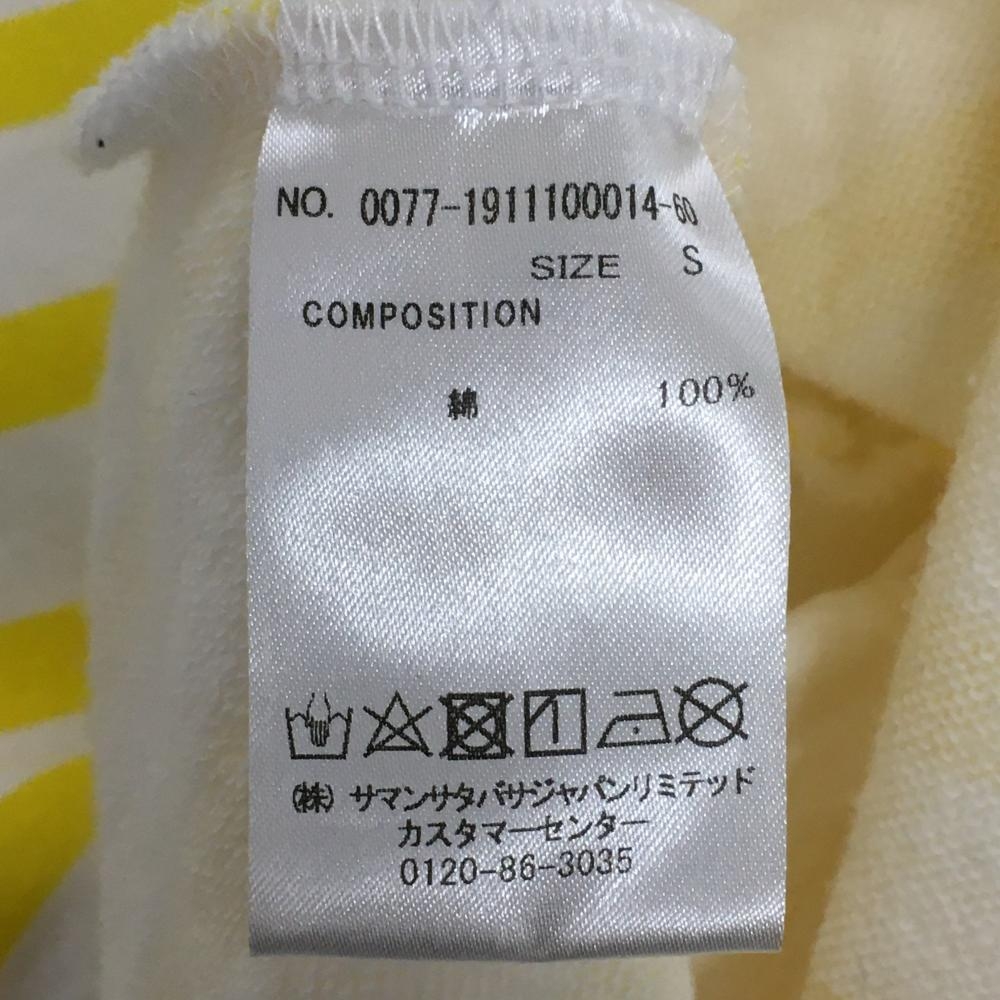 NO. 0077-1911100014-60
SIZE S
COMPOSITION
綿 100%
㈱ サマンサタバサジャパンリミテッド
カスタマーセンター
0120-86-3035